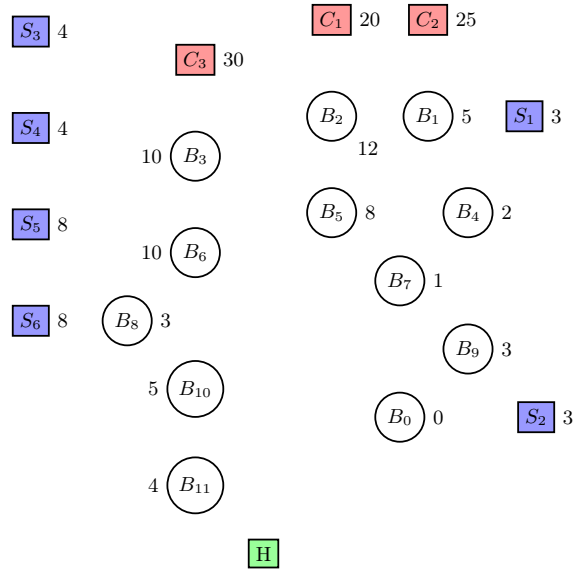 C₁ 20 C₂ 25
S₃ 4
C₃ 30
B₂ 12 B₁ 5 S₁ 3
S₄ 4
10 B₃
B₅ 8 B₄ 2
S₅ 8
10 B₆
B₇ 1
S₆ 8 B₈ 3
B₉ 3
5 B₁₀
B₀ 0 S₂ 3
4 B₁₁
H